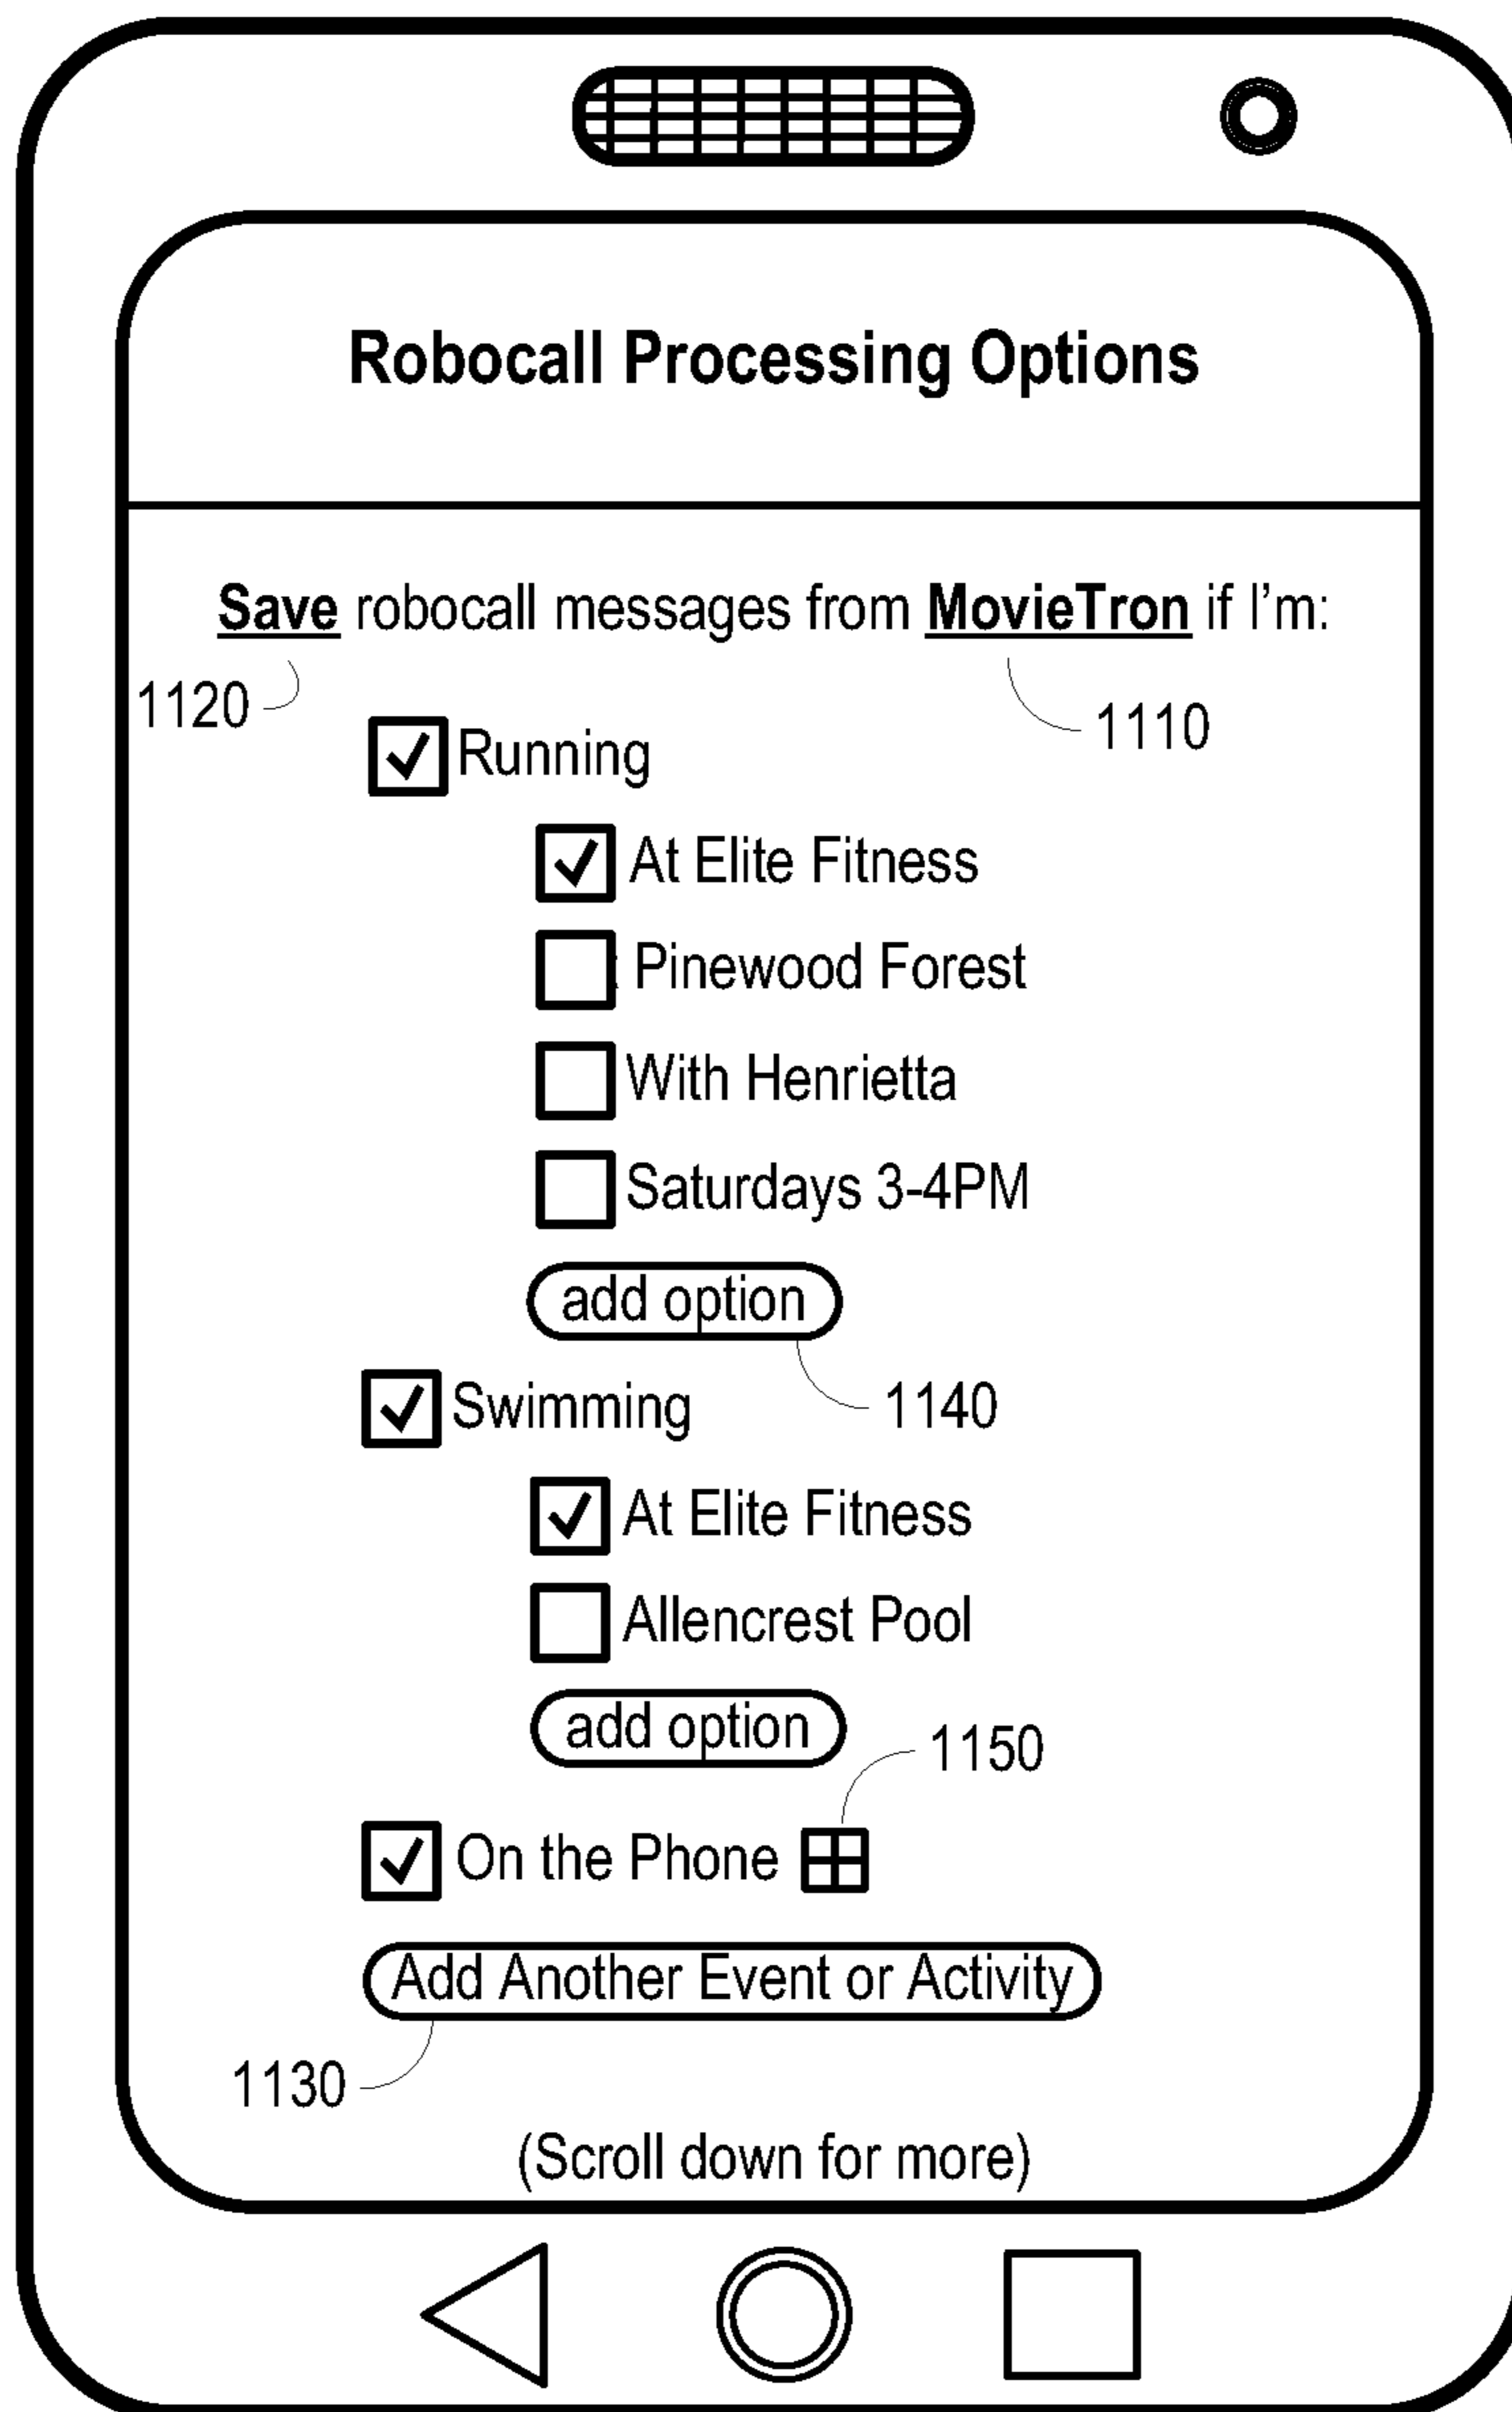 Robocall Processing Options
Save robocall messages from MovieTron if I'm:
1120
1110
Running
At Elite Fitness
Pinewood Forest
With Henrietta
Saturdays 3-4PM
add option
1140
Swimming
At Elite Fitness
Allencrest Pool
add option
1150
On the Phone
Add Another Event or Activity
1130
(Scroll down for more)